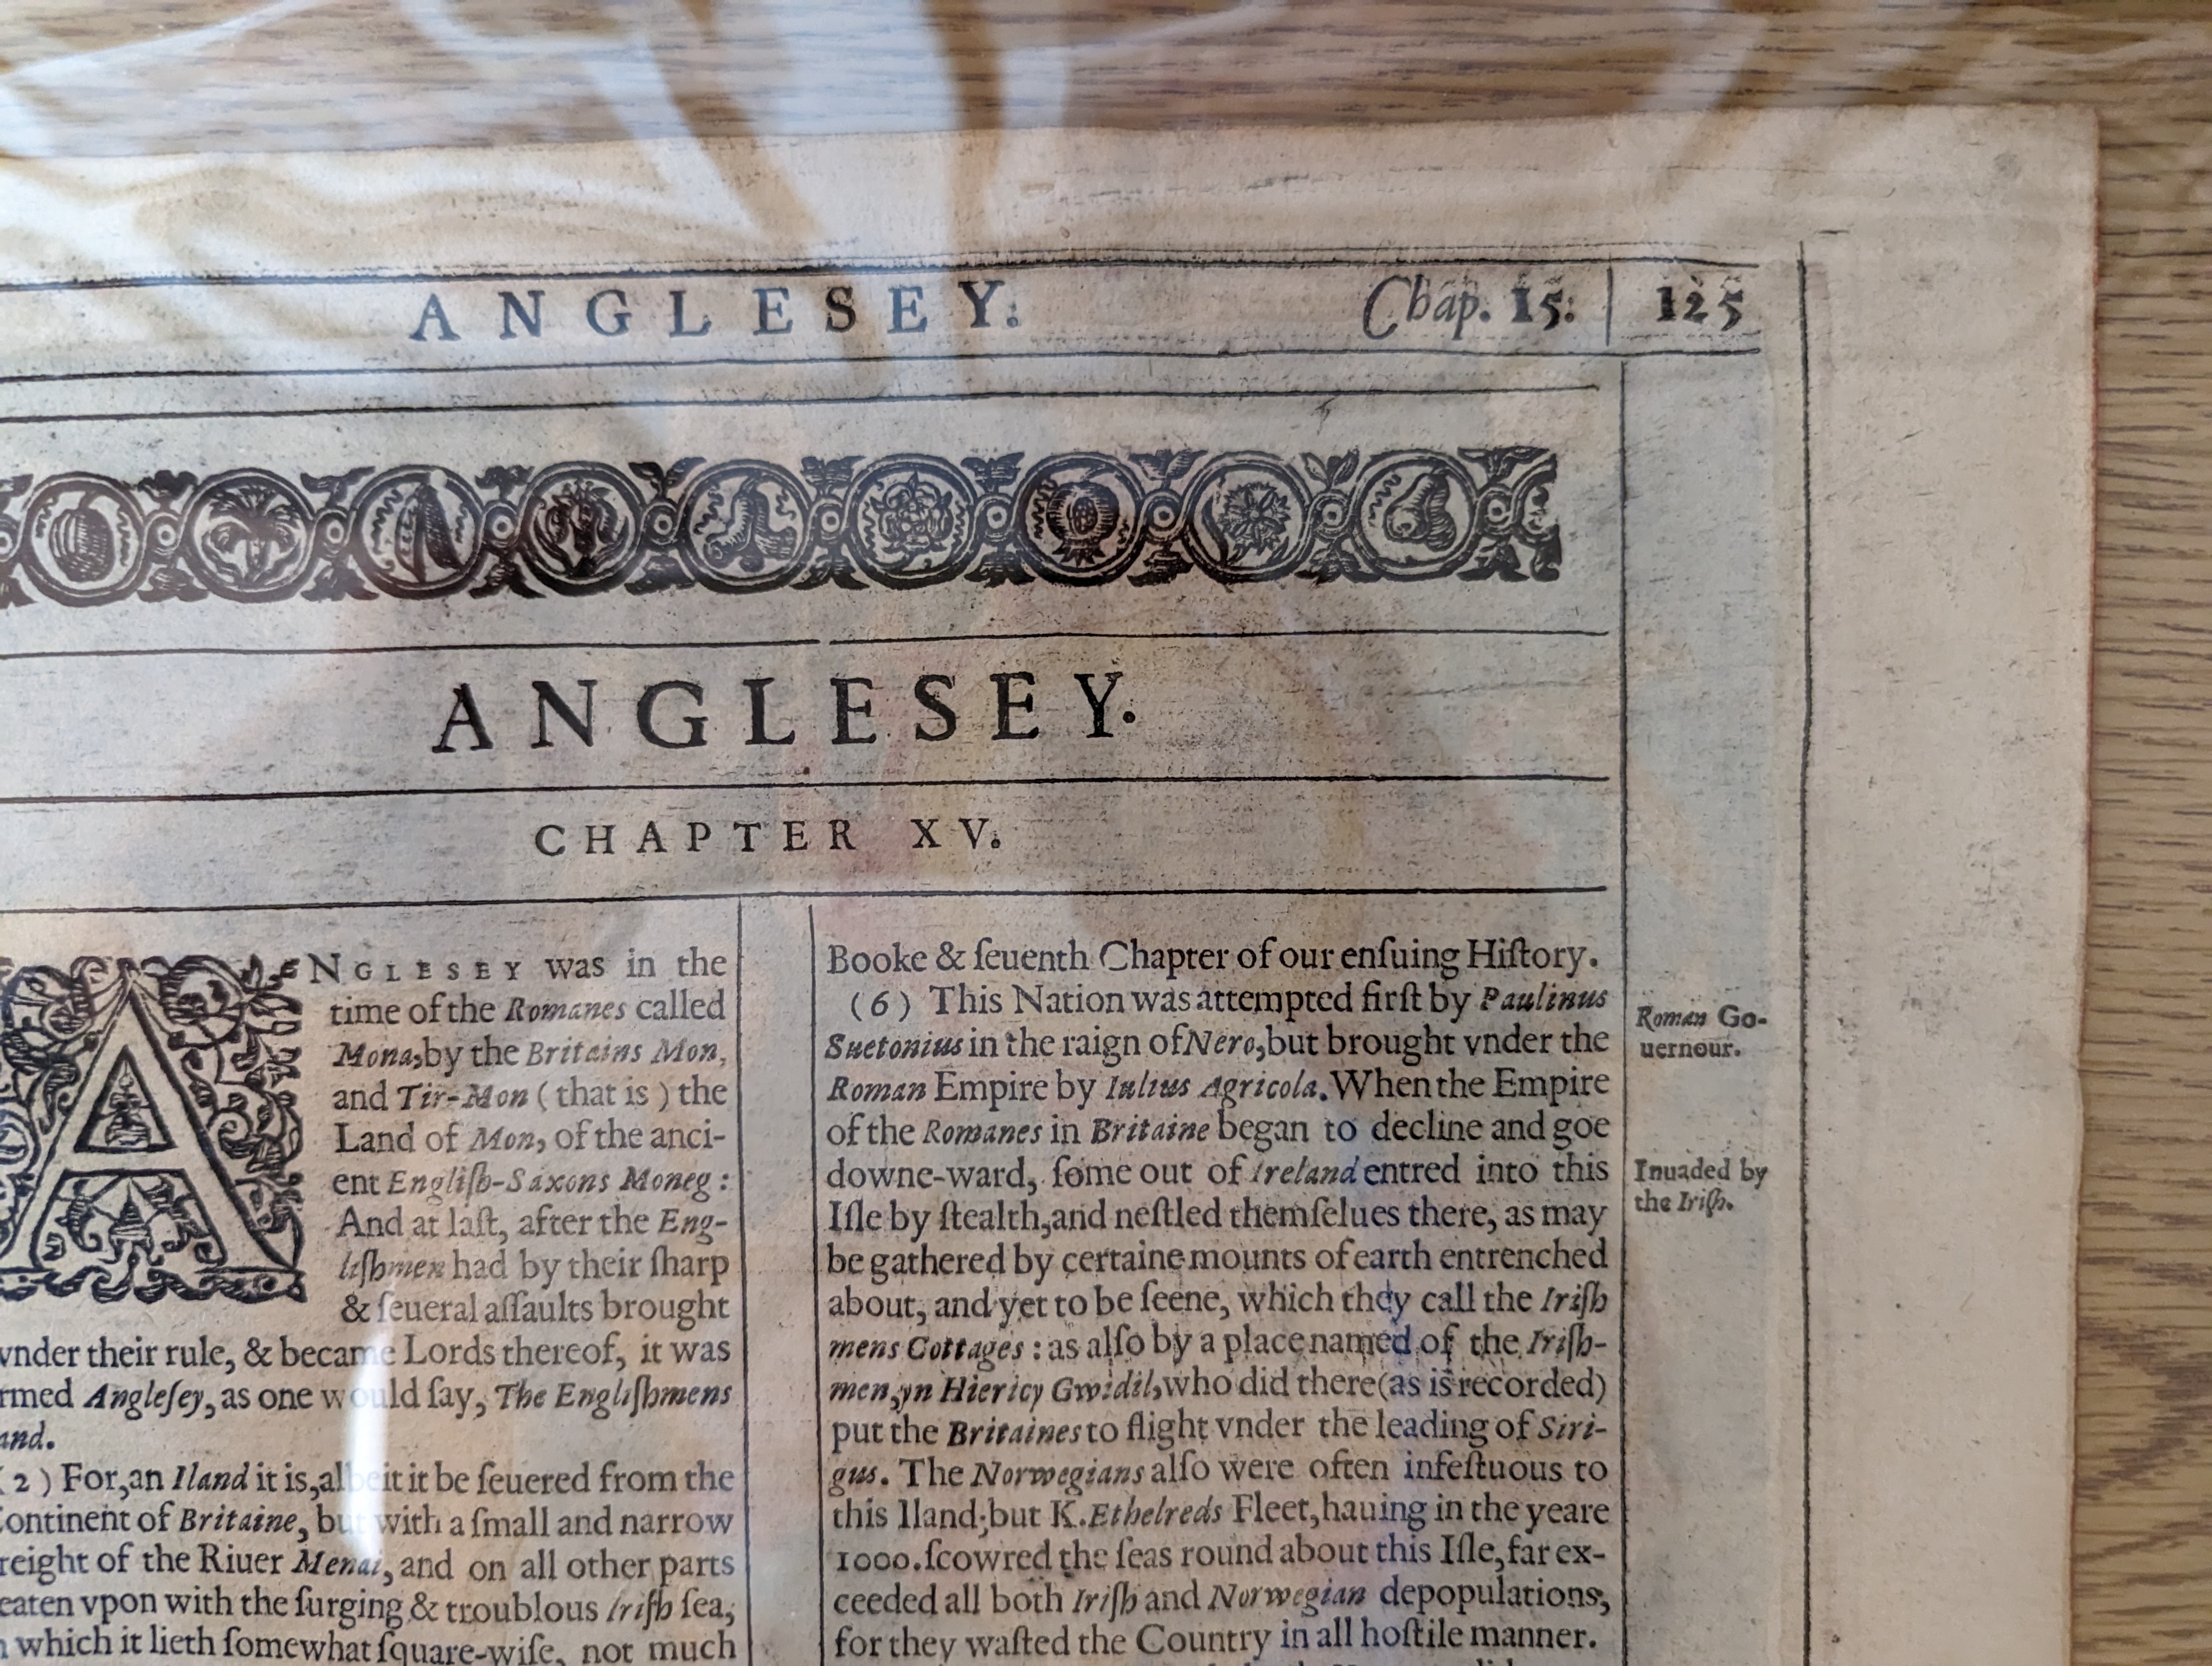 ANGLESEY. Chap. 15. 125
ANGLESEY.
CHAPTER XV.
ANGLESEY was in the
time of the Romanes called
Mona, by the Britains Mon,
and Tir-Mon (that is) the
Land of Mon, of the anci-
ent Engliſh-Saxons Moneg:
And at laſt, after the Eng-
liſhmen had by their ſharp
& ſeueral aſſaults brought
vnder their rule, & became Lords thereof, it was
rmed Angleſey, as one would ſay, The Engliſhmens
and.
(2) For, an Iland it is, albeit it be ſeuered from the
Continent of Britaine, but with a ſmall and narrow
reight of the Riuer Menai, and on all other parts
eaten vpon with the ſurging & troublous Iriſh ſea,
which it lieth ſomewhat ſquare-wiſe, not much
Booke & ſeuenth Chapter of our enſuing Hiſtory.
(6) This Nation was attempted firſt by Paulinus
Suetonius in the raign of Nero, but brought vnder the
Roman Empire by Iulius Agricola. When the Empire
of the Romanes in Britaine began to decline and goe
downe-ward, ſome out of Ireland entred into this
Iſle by ſtealth, and neſtled themſelues there, as may
be gathered by certaine mounts of earth entrenched
about, and yet to be ſeene, which they call the Iriſh
mens Cottages: as alſo by a place named of the Iriſh-
men, yn Hiericy Gwidil, who did there (as is recorded)
put the Britaines to flight vnder the leading of Siri-
gus. The Norwegians alſo were often infeſtuous to
this Iland; but K. Ethelreds Fleet, hauing in the yeare
1000. ſcowred the ſeas round about this Iſle, far ex-
ceeded all both Iriſh and Norwegian depopulations,
for they waſted the Country in all hoſtile manner.
Roman Go-
uernour.
Inuaded by
the Iriſh.